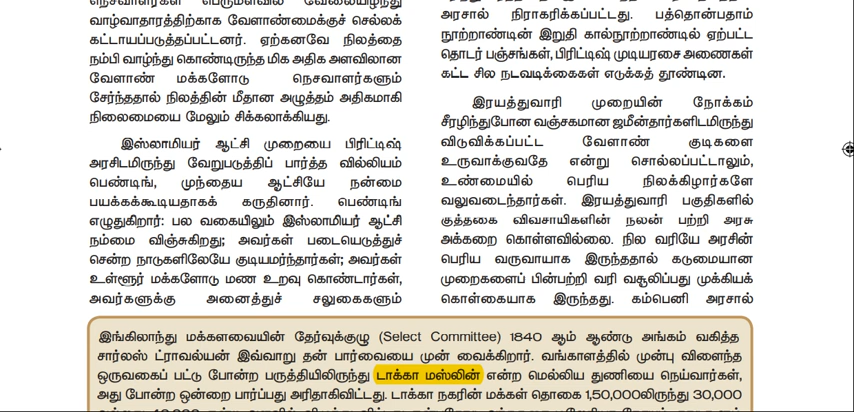 நெசவாளர்கள் பெருமளவில் வேலையிழந்து
வாழ்வாதாரத்திற்காக வேளாண்மைக்குச் செல்லக்
கட்டாயப்படுத்தப்பட்டனர். ஏற்கனவே நிலத்தை
நம்பி வாழ்ந்து கொண்டிருந்த மிக அதிக அளவிலான
வேளாண் மக்களோடு நெசவாளர்களும்
சேர்ந்ததால் நிலத்தின் மீதான அழுத்தம் அதிகமாகி
நிலைமையை மேலும் சிக்கலாக்கியது.
இஸ்லாமியர் ஆட்சி முறையை பிரிட்டிஷ்
அரசிடமிருந்து வேறுபடுத்திப் பார்த்த வில்லியம்
பெண்டிங், முந்தைய ஆட்சியே நன்மை
பயக்கக்கூடியதாகக் கருதினார். பெண்டிங்
எழுதுகிறார்: பல வகையிலும் இஸ்லாமியர் ஆட்சி
நம்மை விஞ்சுகிறது; அவர்கள் படையெடுத்துச்
சென்ற நாடுகளிலேயே குடியமர்ந்தார்கள்; அவர்கள்
உள்ளூர் மக்களோடு மண உறவு கொண்டார்கள்,
அவர்களுக்கு அனைத்துச் சலுகைகளும்
அரசால் நிராகரிக்கப்பட்டது. பத்தொன்பதாம்
நூற்றாண்டின் இறுதி கால்நூற்றாண்டில் ஏற்பட்ட
தொடர் பஞ்சங்கள், பிரிட்டிஷ் முடியரசை அணைகள்
கட்ட சில நடவடிக்கைகள் எடுக்கத் தூண்டின.
இரயத்துவாரி முறையின் நோக்கம்
சீரழிந்துபோன வஞ்சகமான ஜமீன்தார்களிடமிருந்து
விடுவிக்கப்பட்ட வேளாண் குடிகளை
உருவாக்குவதே என்று சொல்லப்பட்டாலும்,
உண்மையில் பெரிய நிலக்கிழார்களே
வலுவடைந்தார்கள். இரயத்துவாரி பகுதிகளில்
குத்தகை விவசாயிகளின் நலன் பற்றி அரசு
அக்கறை கொள்ளவில்லை. நில வரியே அரசின்
பெரிய வருவாயாக இருந்ததால் கடுமையான
முறைகளைப் பின்பற்றி வரி வசூலிப்பது முக்கியக்
கொள்கையாக இருந்தது. கம்பெனி அரசால்
இங்கிலாந்து மக்களவையின் தேர்வுக்குழு (Select Committee) 1840 ஆம் ஆண்டு அங்கம் வகித்த
சார்லஸ் ட்ராவல்யன் இவ்வாறு தன் பார்வையை முன் வைக்கிறார். வங்காளத்தில் முன்பு விளைந்த
ஒருவகைப் பட்டு போன்ற பருத்தியிலிருந்து டாக்கா மஸ்லின் என்ற மெல்லிய துணியை நெய்வார்கள்,
அது போன்ற ஒன்றை பார்ப்பது அரிதாகிவிட்டது. டாக்கா நகரின் மக்கள் தொகை 1,50,000லிருந்து 30,000